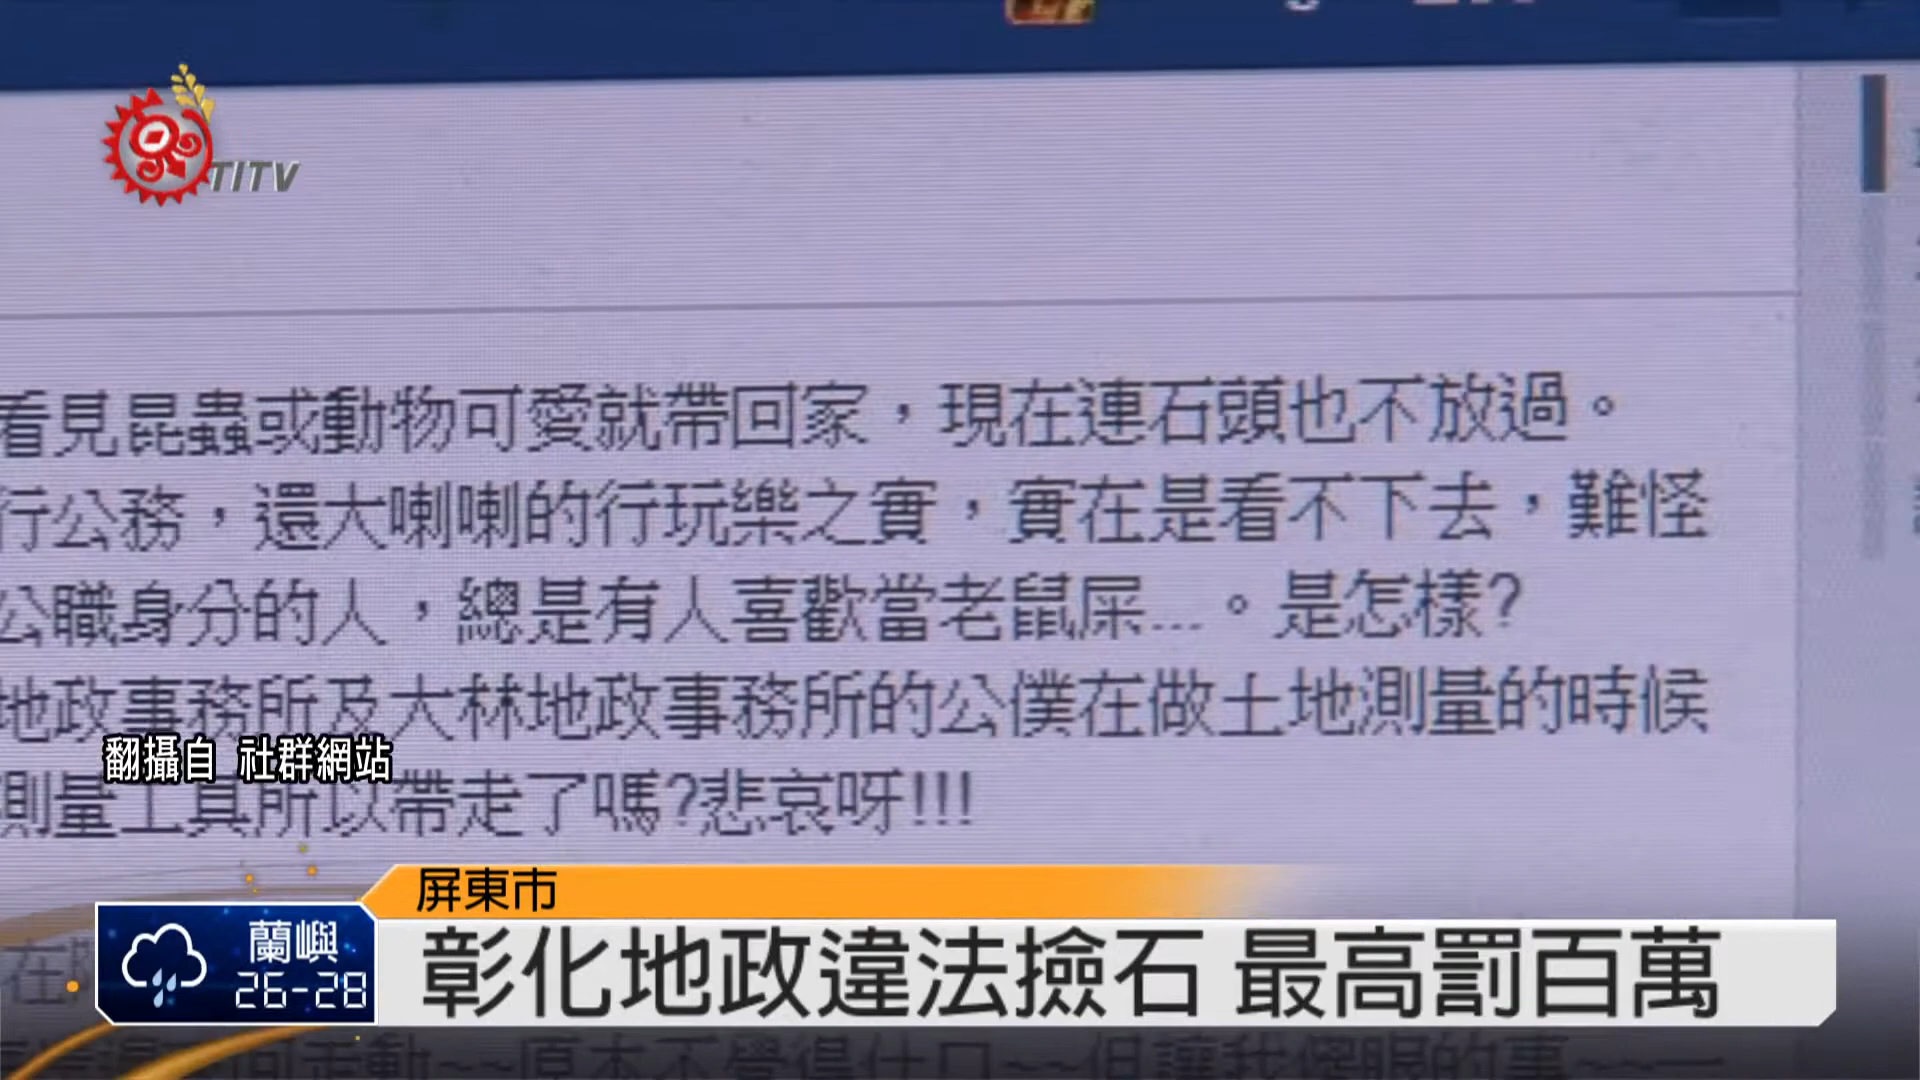 TITV
看見昆蟲或動物可愛就帶回家，現在連石頭也不放過。
行公務，還大喇喇的行玩樂之實，實在是看不下去，難怪
公職身分的人，總是有人喜歡當老鼠屎...。是怎樣?
地政事務所及大林地政事務所的公僕在做土地測量的時候
翻攝自 社群網站
測量工具所以帶走了嗎?悲哀呀!!!
屏東市
蘭嶼
26-28
彰化地政違法撿石 最高罰百萬